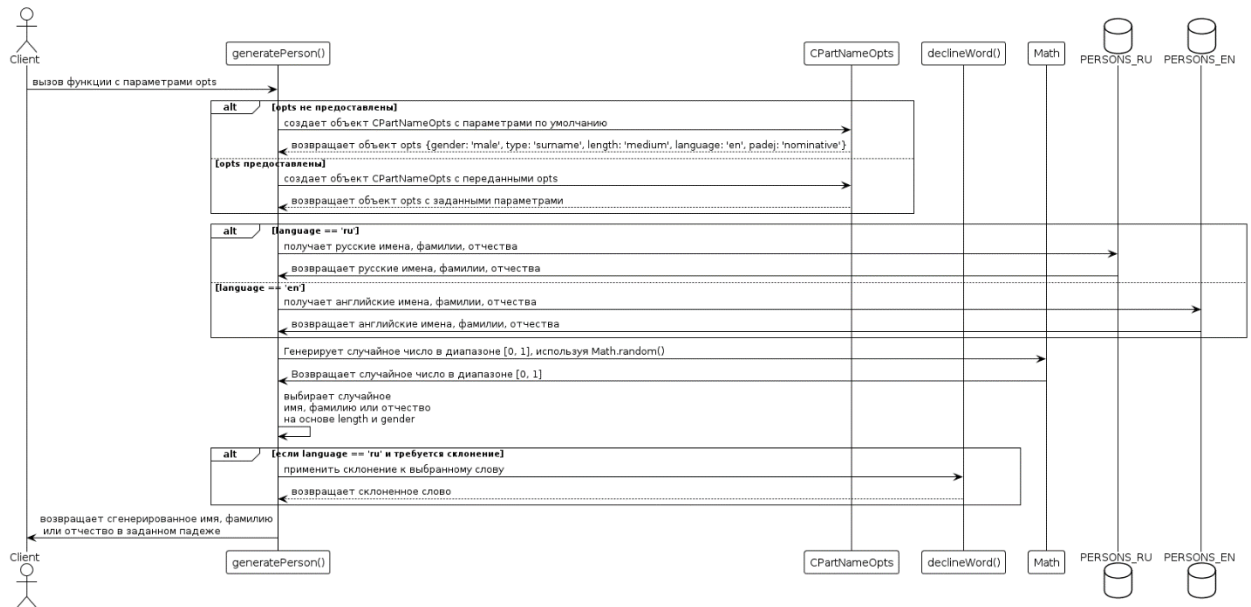 Client
generatePerson()
CPartNameOpts
declineWord()
Math
PERSONS_RU
PERSONS_EN
вызов функции с параметрами opts
alt [opts не предоставлены]
создает объект CPartNameOpts с параметрами по умолчанию
возвращает объект opts {gender: 'male', type: 'surname', length: 'medium', language: 'en', padej: 'nominative'}
[opts предоставлены]
создает объект CPartNameOpts с переданными opts
возвращает объект opts с заданными параметрами
alt [language == 'ru']
получает русские имена, фамилии, отчества
возвращает русские имена, фамилии, отчества
[language == 'en']
получает английские имена, фамилии, отчества
возвращает английские имена, фамилии, отчества
Генерирует случайное число в диапазоне [0, 1], используя Math.random()
Возвращает случайное число в диапазоне [0, 1]
выбирает случайное
имя, фамилию или отчество
на основе length и gender
alt [если language == 'ru' и требуется склонение]
применить склонение к выбранному слову
возвращает склоненное слово
возвращает сгенерированное имя, фамилию
или отчество в заданном падеже
Client
generatePerson()
CPartNameOpts
declineWord()
Math
PERSONS_RU
PERSONS_EN